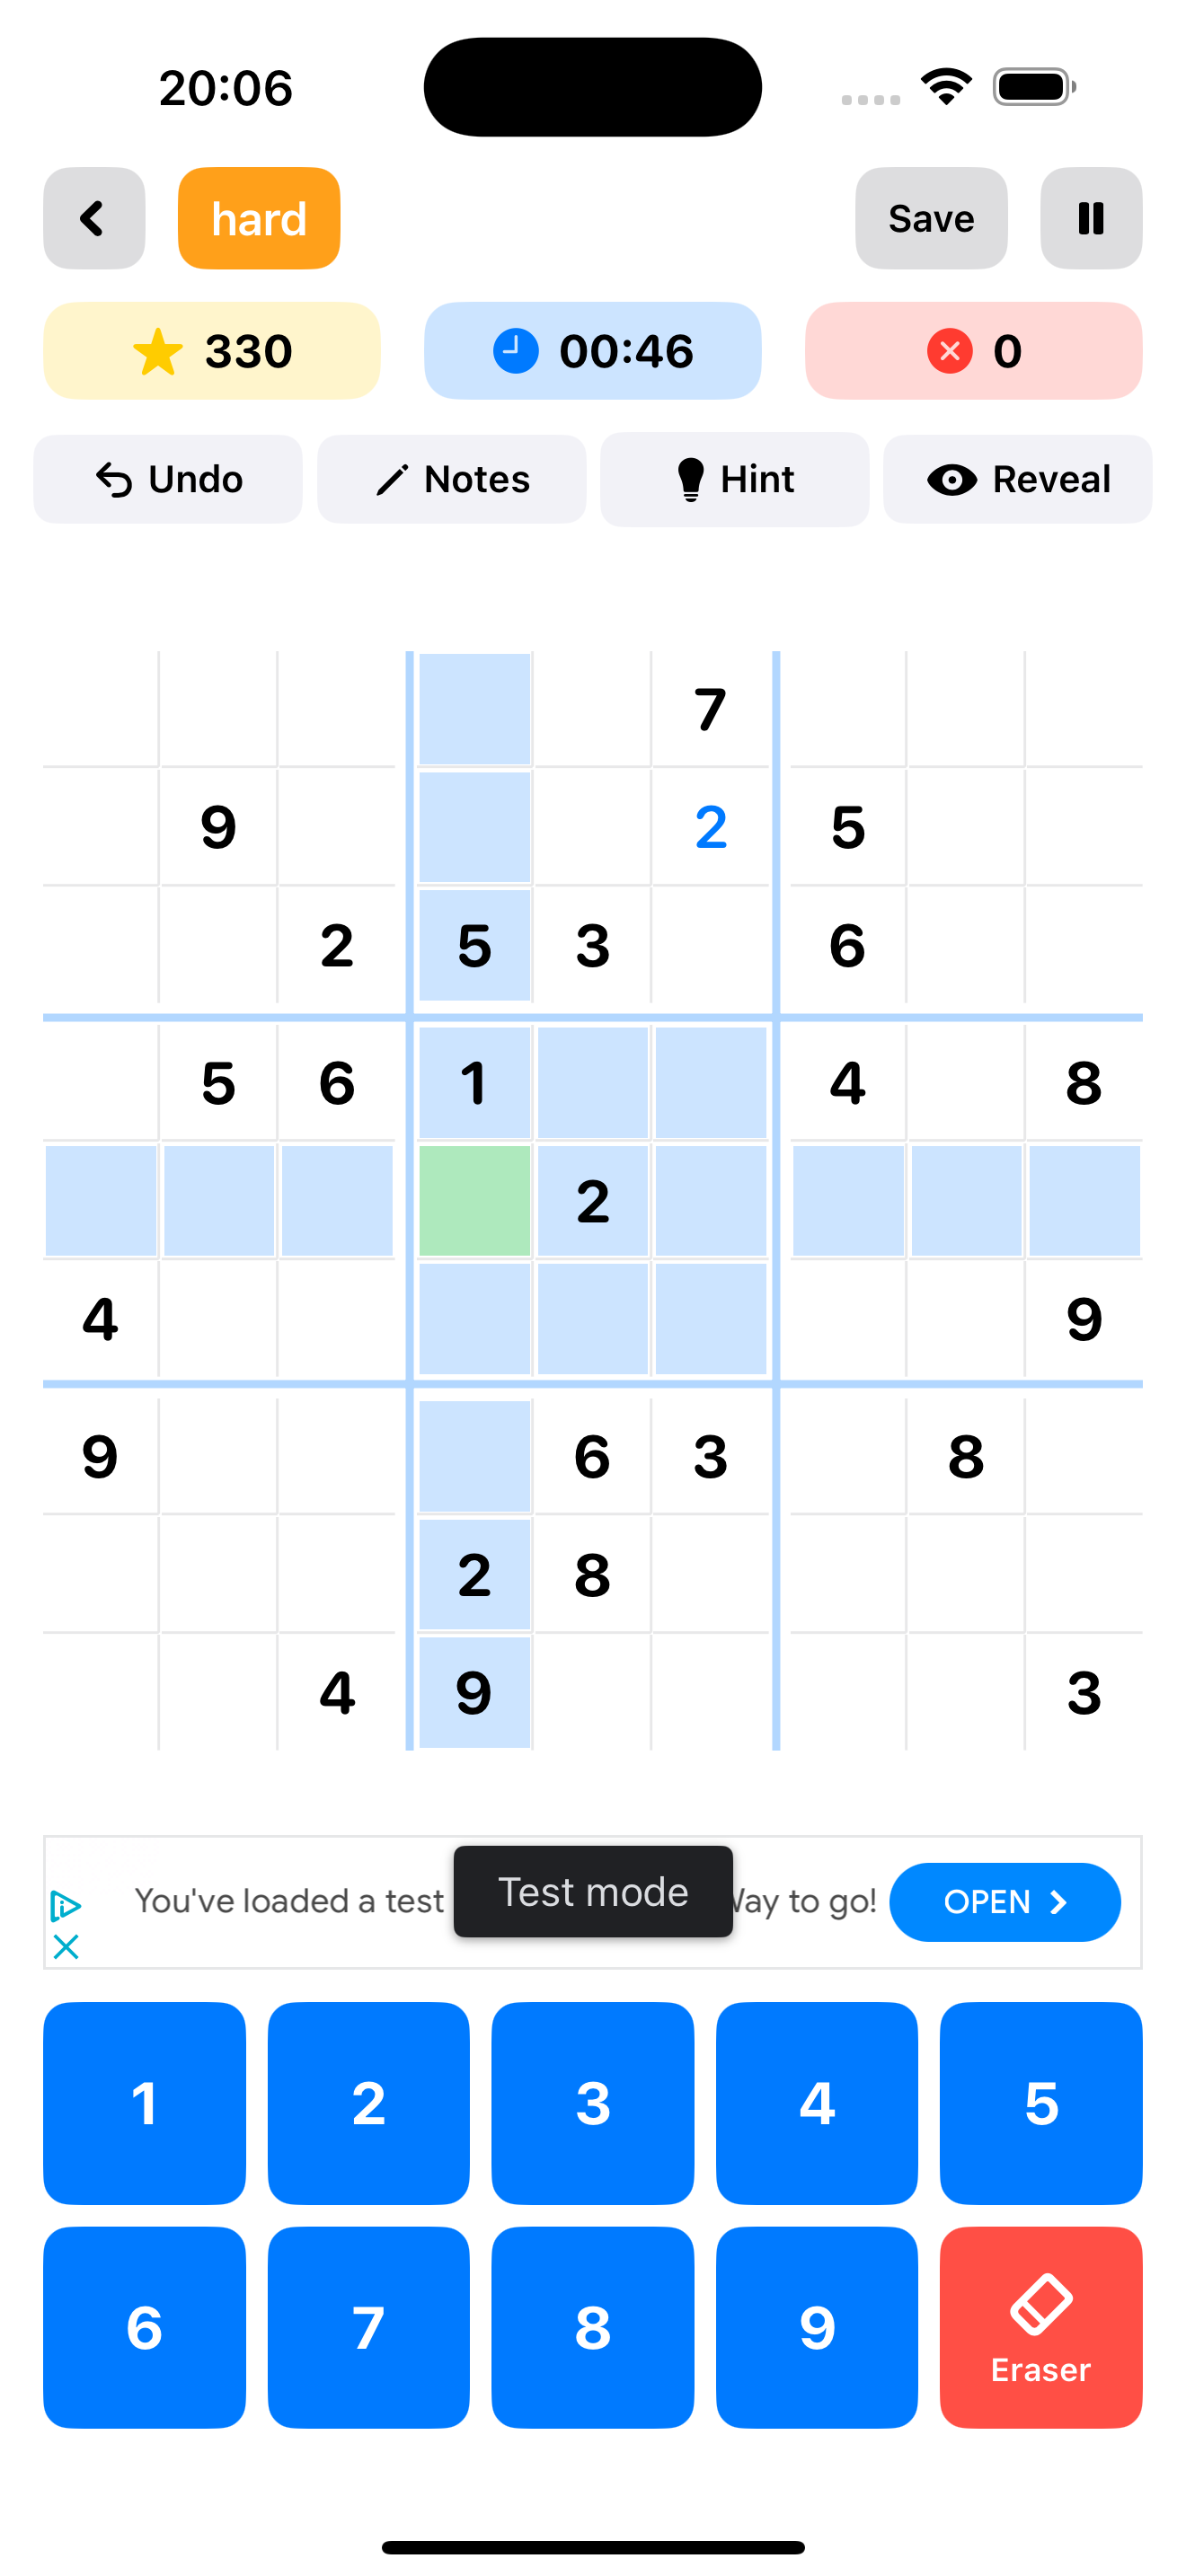 20:06
hard Save
330 00:46 0
Undo Notes Hint Reveal
7
9 2 5
2 5 3 6
5 6 1 4 8
2
4 9
9 6 3 8
2 8
4 9 3
You've loaded a test Test mode to go! OPEN
1 2 3 4 5
6 7 8 9
Eraser